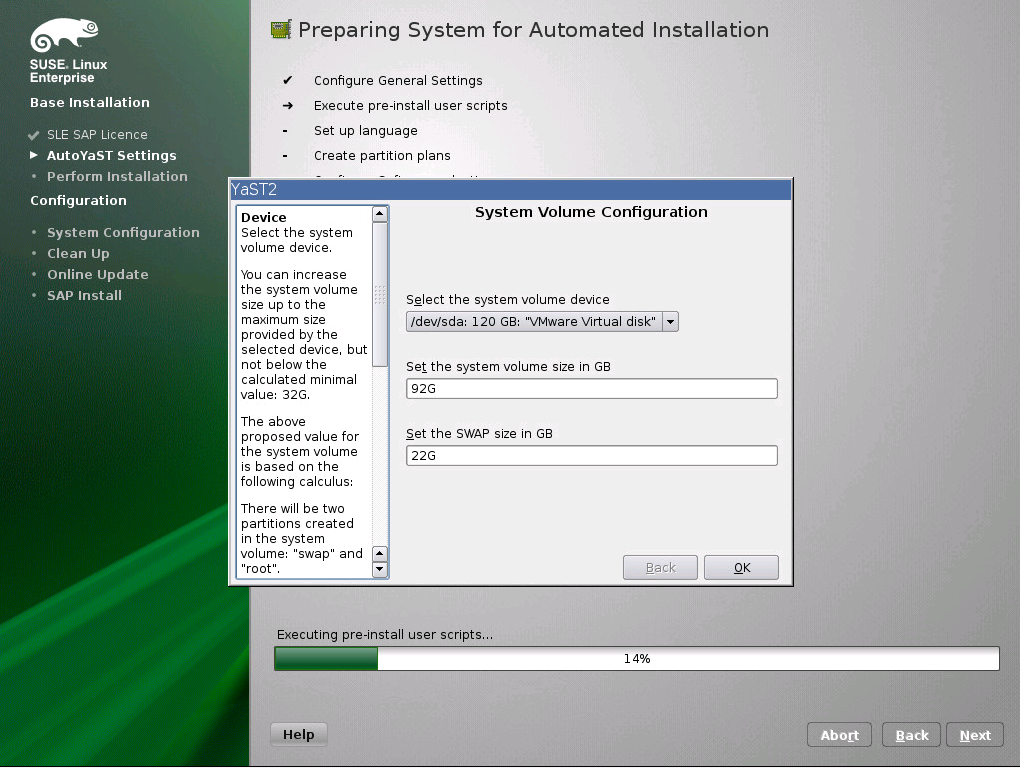 SUSE. Linux
Enterprise
Base Installation
SLE SAP Licence
AutoYaST Settings
Perform Installation
Configuration
System Configuration
Clean Up
Online Update
SAP Install
Preparing System for Automated Installation
Configure General Settings
Execute pre-install user scripts
- Set up language
- Create partition plans
YaST2
Device
Select the system
volume device.
You can increase
the system volume
size up to the
maximum size
provided by the
selected device, but
not below the
calculated minimal
value: 32G.
The above
proposed value for
the system volume
is based on the
following calculus:
There will be two
partitions created
in the system
volume: "swap" and
"root".
System Volume Configuration
Select the system volume device
/dev/sda: 120 GB: "VMware Virtual disk"
Set the system volume size in GB
92G
Set the SWAP size in GB
22G
Back OK
Executing pre-install user scripts...
14%
Help Abort Back Next